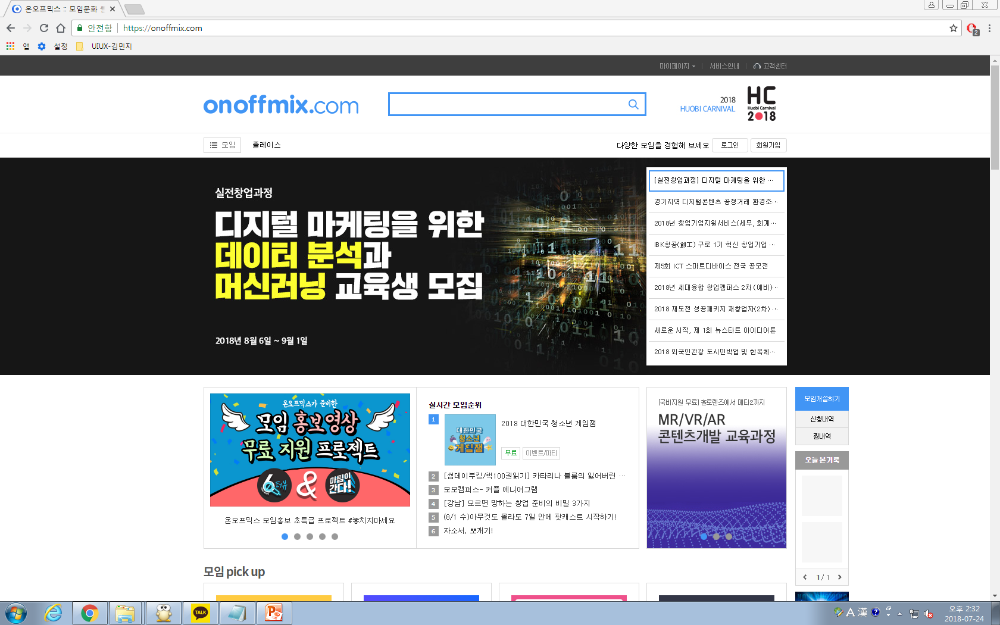 온오프믹스 :: 모임문화
안전함 https://onoffmix.com
2
앱 설정 UIUX-김민지
마이페이지 서비스안내 고객센터
onoffmix.com
2018
HUOBI CARNIVAL
HC
Huobi Carnival
2018
모임 플레이스
다양한 모임을 경험해 보세요 로그인 회원가입
실전창업과정
디지털 마케팅을 위한
데이터 분석과
머신러닝 교육생 모집
2018년 8월 6일 ~ 9월 1일
[실전창업과정] 디지털 마케팅을 위한 …
경기지역 디지털콘텐츠 공정거래 환경조…
2018년 창업기업지원서비스(세무, 회계…
IBK창공(創工) 구로 1기 혁신 창업기업 …
제5회 ICT 스마트디바이스 전국 공모전
2018년 세대융합 창업캠퍼스 2차 (예비)…
2018 재도전 성공패키지 재창업자(2차) …
새로운 시작, 제 1회 뉴스타트 아이디어톤
2018 외국인관광 도시민박업 및 한옥체…
온오프믹스가 준비한
모임 홍보영상
무료 지원 프로젝트
6터뷰 & 마팀이 간다!
온오프믹스 모임홍보 초특급 프로젝트 #놓치지마세요
실시간 모임순위
1
대한민국
청소년
게임잼
2018 대한민국 청소년 게임잼
무료 이벤트/파티
2 [썸데이부킹/책100권읽기] 카타리나 블룸의 잃어버린 …
3 모모캠퍼스- 커플 에니어그램
4 [강남] 모르면 망하는 창업 준비의 비밀 3가지
5 (8/1 수)아무것도 몰라도 7일 안에 팟캐스트 시작하기!
6 자소서, 뽀개기!
[국비지원 무료] 홀로렌즈에서 메타2까지
MR/VR/AR
콘텐츠개발 교육과정
모임개설하기
신청내역
찜내역
오늘 본 기록
1 / 1
모임 pick up
TALK
A 漢
오후 2:32
2018-07-24